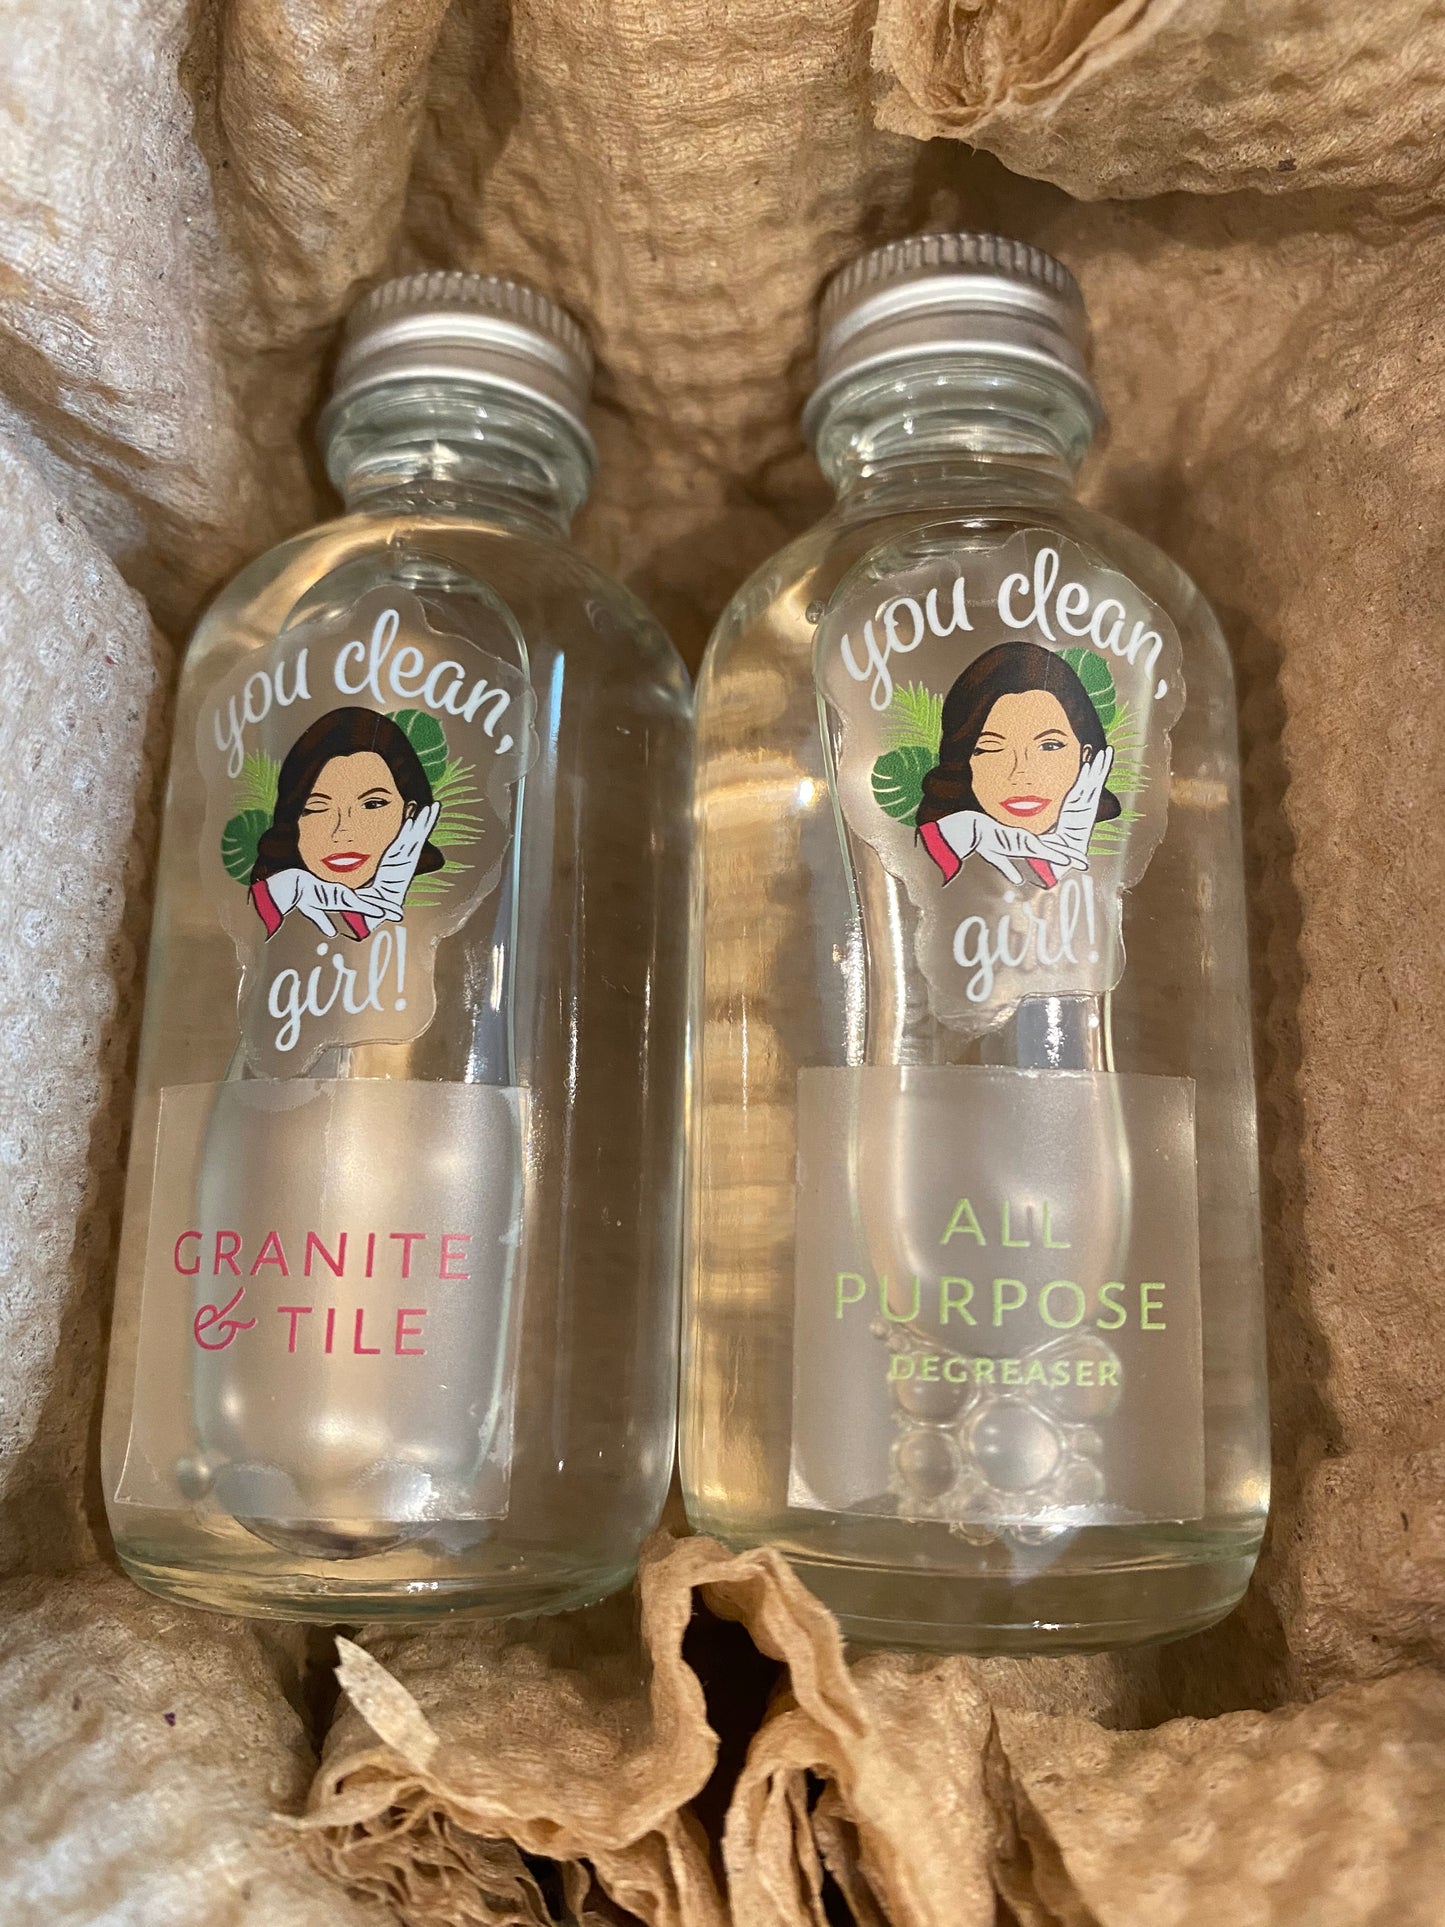 you clean,
girl!
GRANITE
& TILE
you clean,
girl!
ALL
PURPOSE
DEGREASER